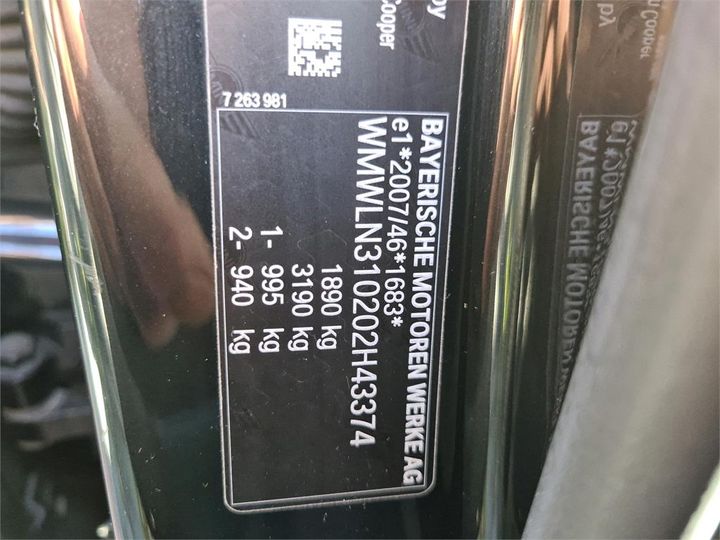 BAYERISCHE MOTOREN WERKE AG
e1*2007/46*1683*
WMWLN310202H43374
1890 kg
3190 kg
1- 995 kg
2- 940 kg
7 263 981
Cooper